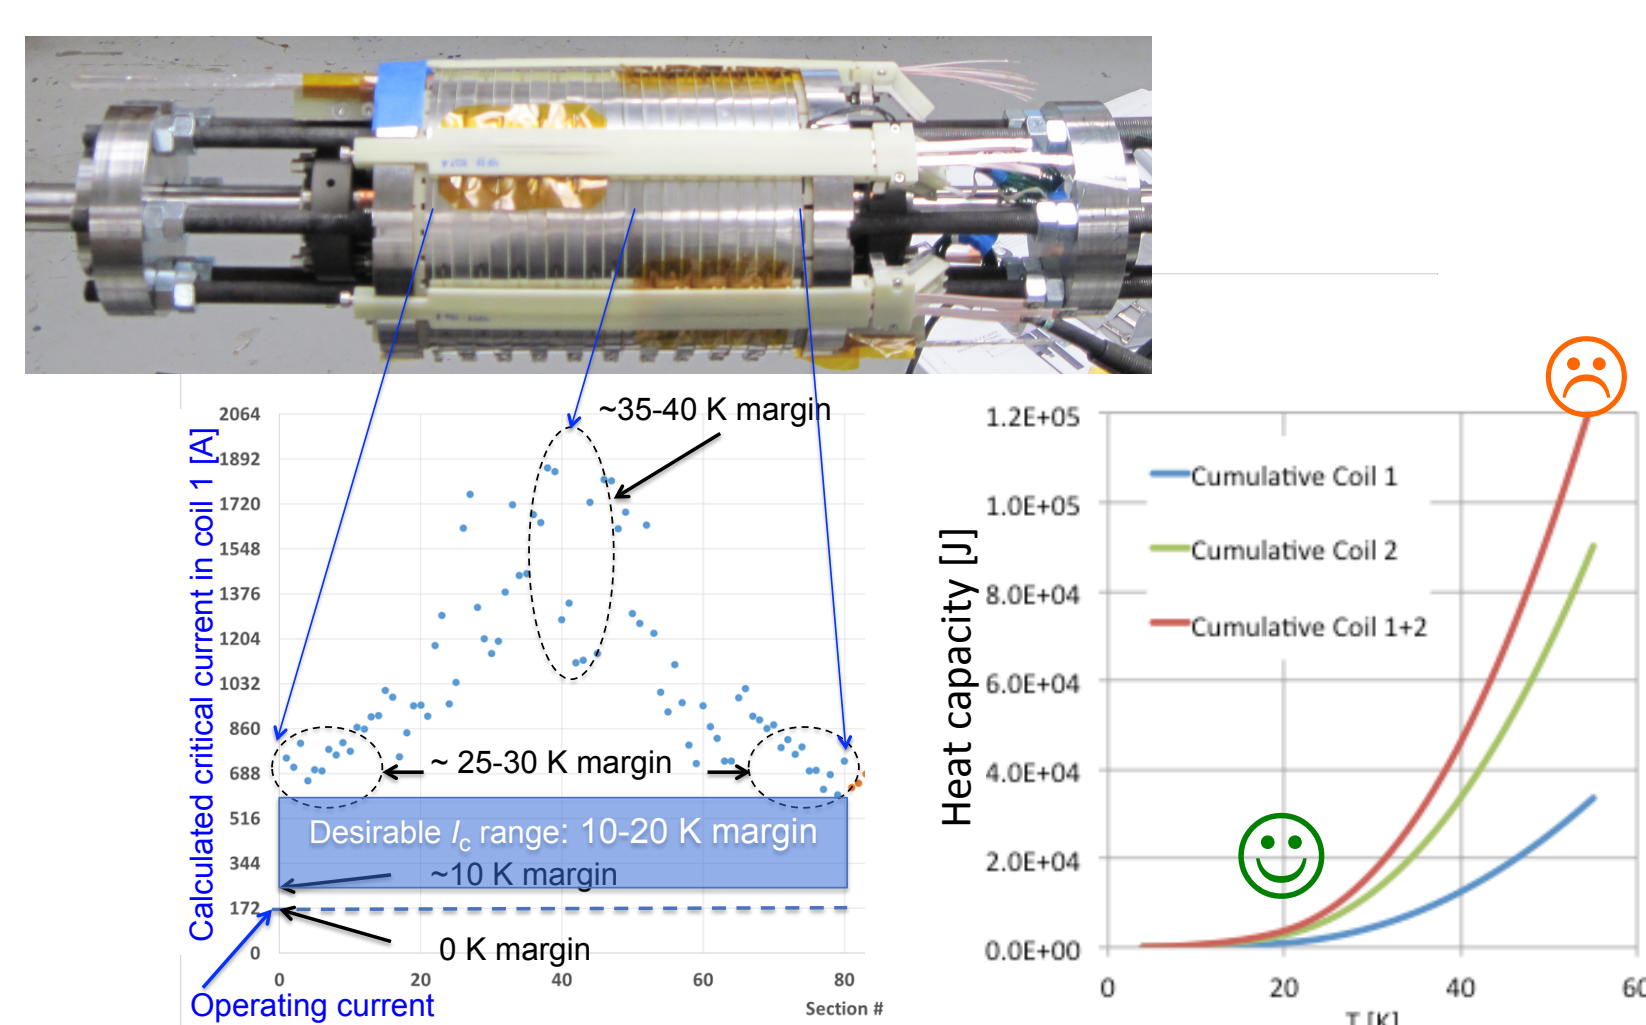 Calculated critical current in coil 1 [A]
2064
1892
1720
1548
1376
1204
1032
860
688
516
344
172
0
0
20
40
60
80
Section #
~35-40 K margin
~ 25-30 K margin
Desirable Ic range: 10-20 K margin
~10 K margin
0 K margin
Operating current
Heat capacity [J]
1.2E+05
1.0E+05
8.0E+04
6.0E+04
4.0E+04
2.0E+04
0.0E+00
Cumulative Coil 1
Cumulative Coil 2
Cumulative Coil 1+2
0
20
40
60
T [K]